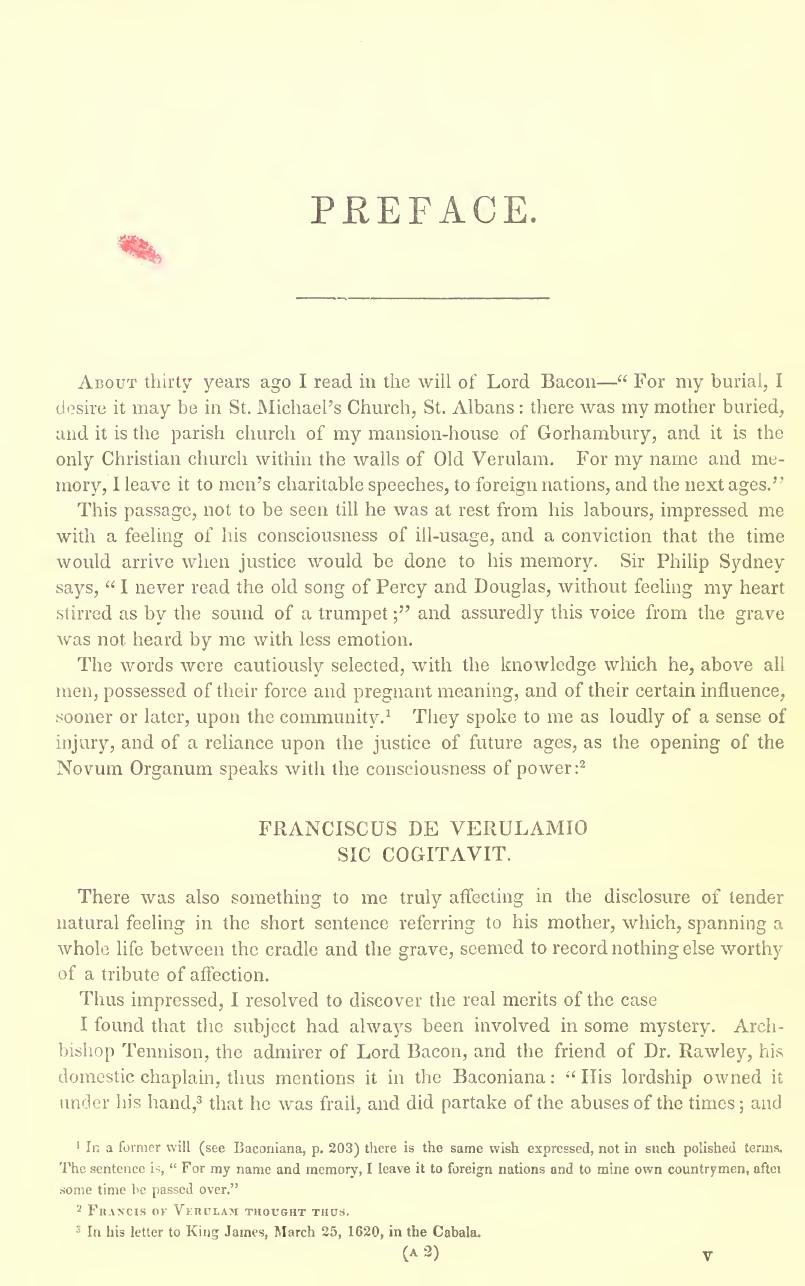 PREFACE.
ABOUT thirty years ago I read in the will of Lord Bacon—“ For my burial, I
desire it may be in St. Michael’s Church, St. Albans : there was my mother buried,
and it is the parish church of my mansion-house of Gorhambury, and it is the
only Christian church within the walls of Old Verulam. For my name and me-
mory, I leave it to men’s charitable speeches, to foreign nations, and the next ages.”
This passage, not to be seen till he was at rest from his labours, impressed me
with a feeling of his consciousness of ill-usage, and a conviction that the time
would arrive when justice would be done to his memory. Sir Philip Sydney
says, “ I never read the old song of Percy and Douglas, without feeling my heart
stirred as by the sound of a trumpet ;” and assuredly this voice from the grave
was not heard by me with less emotion.
The words were cautiously selected, with the knowledge which he, above all
men, possessed of their force and pregnant meaning, and of their certain influence,
sooner or later, upon the community.¹ They spoke to me as loudly of a sense of
injury, and of a reliance upon the justice of future ages, as the opening of the
Novum Organum speaks with the consciousness of power:²
FRANCISCUS DE VERULAMIO
SIC COGITAVIT.
There was also something to me truly affecting in the disclosure of tender
natural feeling in the short sentence referring to his mother, which, spanning a
whole life between the cradle and the grave, seemed to record nothing else worthy
of a tribute of affection.
Thus impressed, I resolved to discover the real merits of the case
I found that the subject had always been involved in some mystery. Arch-
bishop Tennison, the admirer of Lord Bacon, and the friend of Dr. Rawley, his
domestic chaplain, thus mentions it in the Baconiana : “ His lordship owned it
under his hand,³ that he was frail, and did partake of the abuses of the times ; and
¹ In a former will (see Baconiana, p. 203) there is the same wish expressed, not in such polished terms.
The sentence is, “ For my name and memory, I leave it to foreign nations and to mine own countrymen, after
some time be passed over.”
² FRANCIS OF VERULAM THOUGHT THUS.
³ In his letter to King James, March 25, 1620, in the Cabala.
(A 2) V